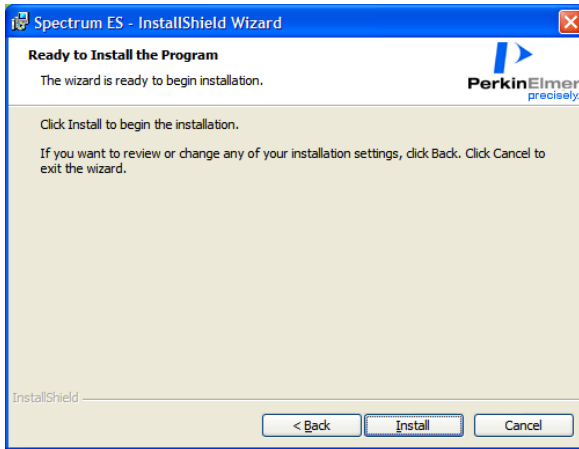 Spectrum ES - InstallShield Wizard
Ready to Install the Program
The wizard is ready to begin installation.
PerkinElmer
precisely.
Click Install to begin the installation.
If you want to review or change any of your installation settings, click Back. Click Cancel to
exit the wizard.
InstallShield
< Back
Install
Cancel